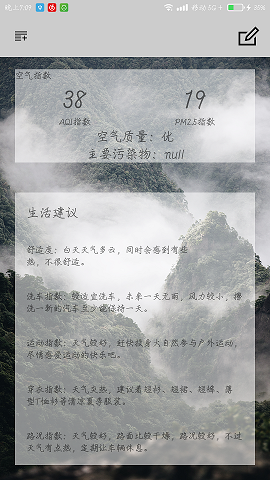 空气指数
38
19
AQI指数
PM2.5指数
空气质量：优
主要污染物：null
生活建议
舒适度：白天天气多云，同时会感到有些
热，不很舒适。
洗车指数：较适宜洗车，未来一天无雨，风力较小，擦
洗一新的汽车至少能保持一天。
运动指数：天气较好，赶快投身大自然参与户外运动，
尽情感受运动的快乐吧。
穿衣指数：天气炎热，建议着短衫、短裙、短裤、薄
型T恤衫等清凉夏季服装。
路况指数：天气较好，路面比较干燥，路况较好，不过
天气有点热，定期让车辆休息。